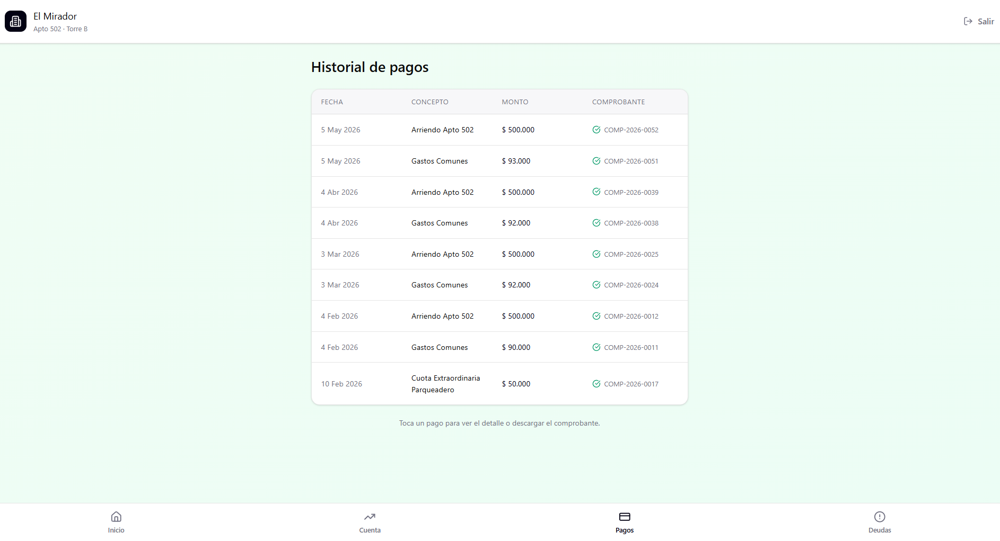 El Mirador
Apto 502 · Torre B
Salir
Historial de pagos
FECHA CONCEPTO MONTO COMPROBANTE
5 May 2026 Arriendo Apto 502 $ 500.000 COMP-2026-0052
5 May 2026 Gastos Comunes $ 93.000 COMP-2026-0051
4 Abr 2026 Arriendo Apto 502 $ 500.000 COMP-2026-0039
4 Abr 2026 Gastos Comunes $ 92.000 COMP-2026-0038
3 Mar 2026 Arriendo Apto 502 $ 500.000 COMP-2026-0025
3 Mar 2026 Gastos Comunes $ 92.000 COMP-2026-0024
4 Feb 2026 Arriendo Apto 502 $ 500.000 COMP-2026-0012
4 Feb 2026 Gastos Comunes $ 90.000 COMP-2026-0011
10 Feb 2026 Cuota Extraordinaria
Parqueadero $ 50.000 COMP-2026-0017
Toca un pago para ver el detalle o descargar el comprobante.
Inicio Cuenta Pagos Deudas